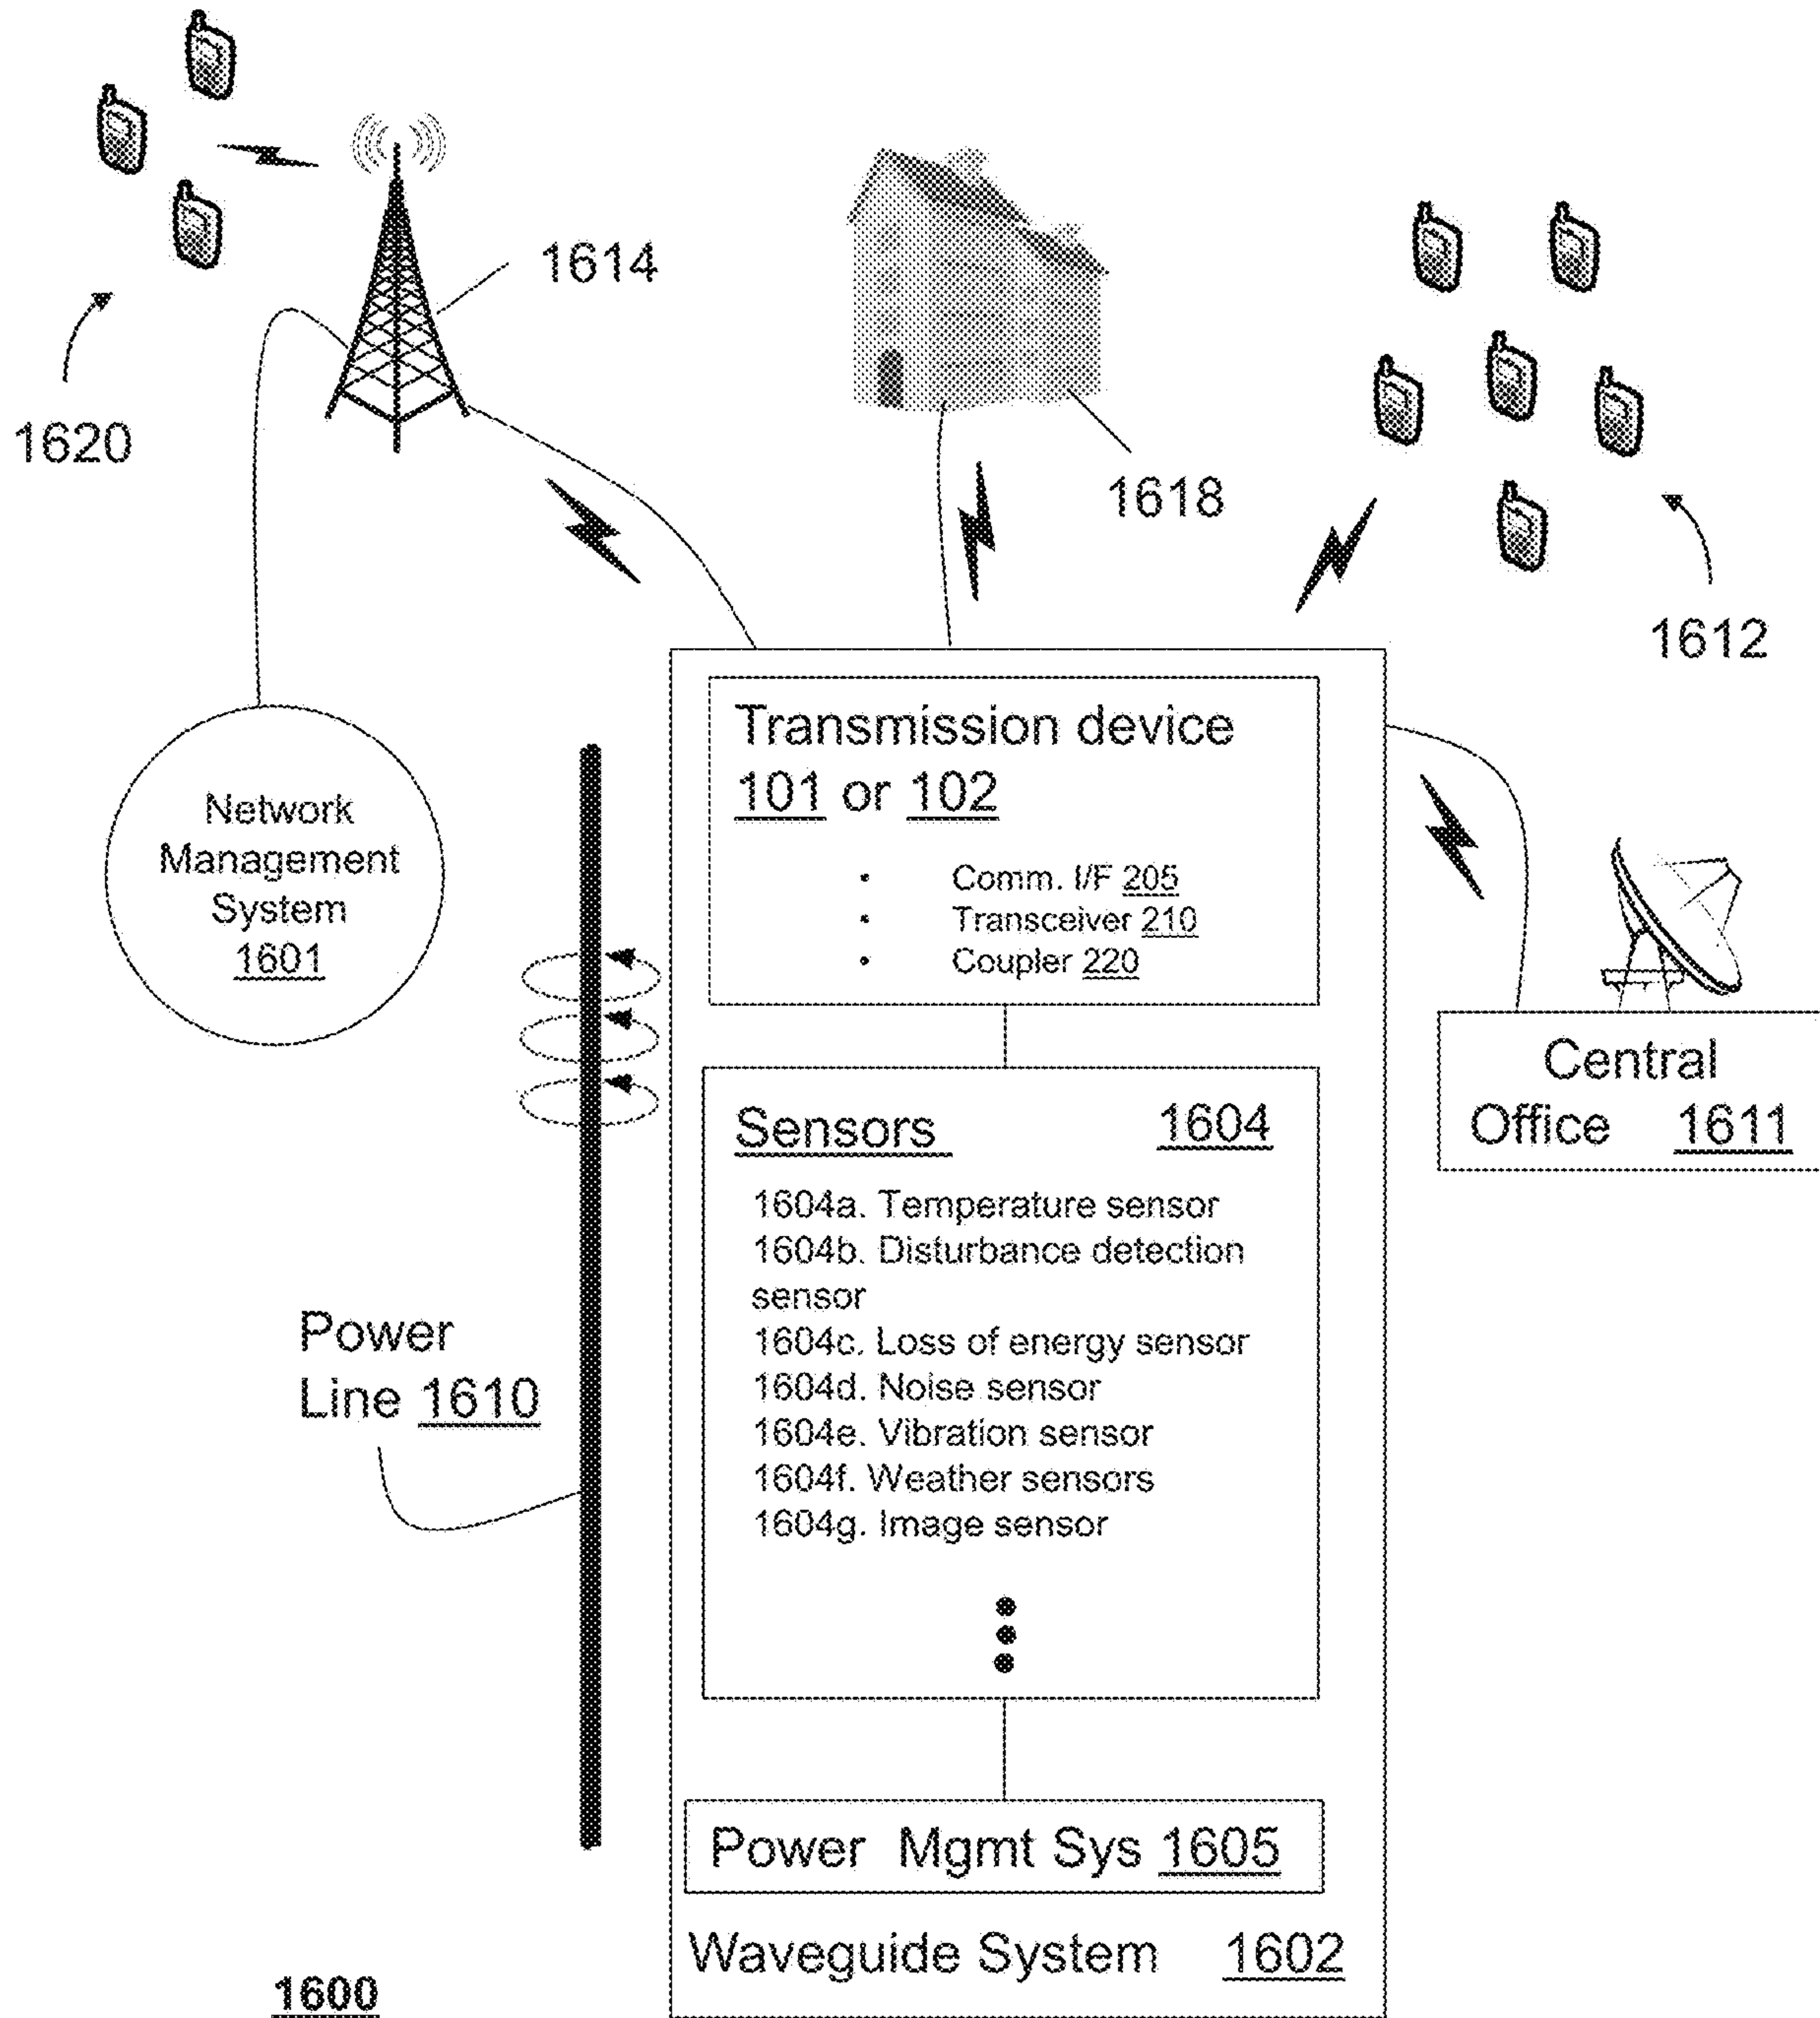 1614
1620
1618
1612
Transmission device
101 or 102
• Comm. I/F 205
• Transceiver 210
• Coupler 220
Network
Management
System
1601
Central
Office 1611
Sensors 1604
1604a. Temperature sensor
1604b. Disturbance detection
sensor
1604c. Loss of energy sensor
1604d. Noise sensor
1604e. Vibration sensor
1604f. Weather sensors
1604g. Image sensor
Power
Line 1610
Power Mgmt Sys 1605
Waveguide System 1602
1600